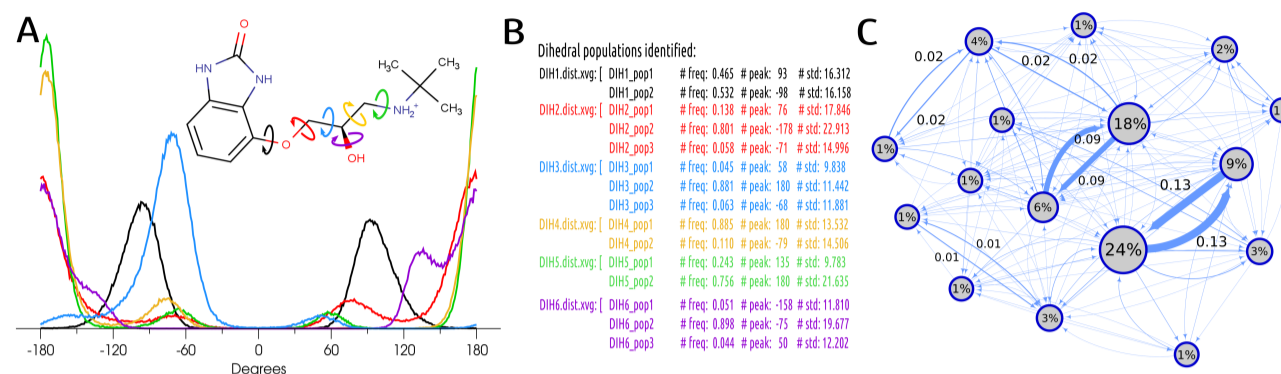 A
O
NH
NH
O
OH
NH2+
H3C
CH3
CH3
-180 -120 -60 0 60 120 180
Degrees
B
Dihedral populations identified:
DIH1.dist.xvg: [ DIH1_pop1 # freq: 0.465 # peak: 93 # std: 16.312
DIH1_pop2 # freq: 0.532 # peak: -98 # std: 16.158
DIH2.dist.xvg: [ DIH2_pop1 # freq: 0.138 # peak: 76 # std: 17.846
DIH2_pop2 # freq: 0.801 # peak: -178 # std: 22.913
DIH2_pop3 # freq: 0.058 # peak: -71 # std: 14.996
DIH3.dist.xvg: [ DIH3_pop1 # freq: 0.045 # peak: 58 # std: 9.838
DIH3_pop2 # freq: 0.881 # peak: 180 # std: 11.442
DIH3_pop3 # freq: 0.063 # peak: -68 # std: 11.881
DIH4.dist.xvg: [ DIH4_pop1 # freq: 0.885 # peak: 180 # std: 13.532
DIH4_pop2 # freq: 0.110 # peak: -79 # std: 14.506
DIH5.dist.xvg: [ DIH5_pop1 # freq: 0.243 # peak: 135 # std: 9.783
DIH5_pop2 # freq: 0.756 # peak: 180 # std: 21.635
DIH6.dist.xvg: [ DIH6_pop1 # freq: 0.051 # peak: -158 # std: 11.810
DIH6_pop2 # freq: 0.898 # peak: -75 # std: 19.677
DIH6_pop3 # freq: 0.044 # peak: 50 # std: 12.202
C
1%
4%
2%
0.02
0.02
0.02
1%
0.02
1%
18%
1%
0.09
9%
1%
0.09
0.13
6%
1%
0.01
0.13
24%
3%
0.01
1%
3%
1%